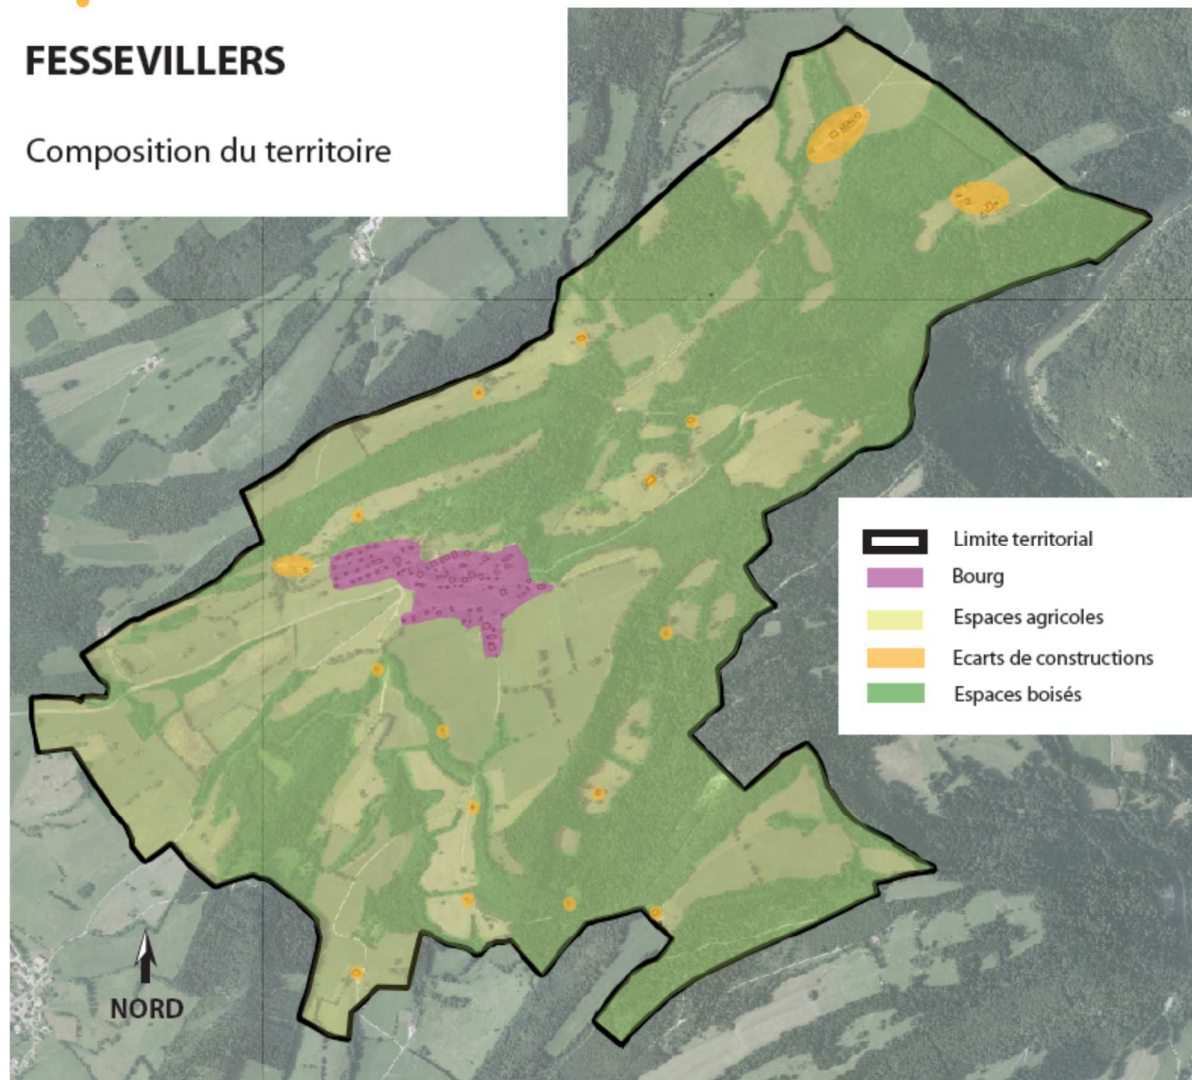 FESSEVILLERS
Composition du territoire
Limite territorial
Bourg
Espaces agricoles
Ecarts de constructions
Espaces boisés
NORD